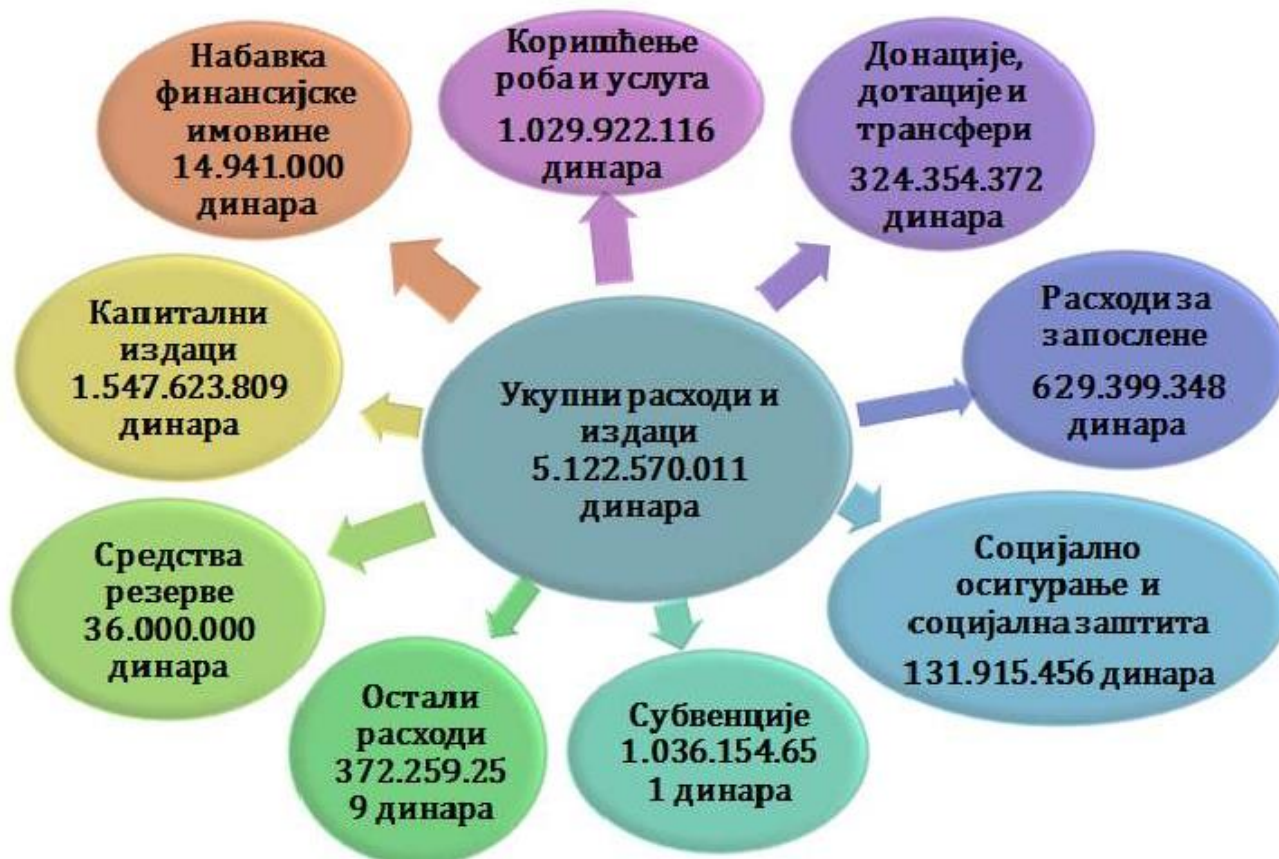 Набавка
финансијске
имовине
14.941.000
динара
Коришћење
роба и услуга
1.029.922.116
динара
Донације,
дотације и
трансфери
324.354.372
динара
Капитални
издаци
1.547.623.809
динара
Укупни расходи и
издаци
5.122.570.011
динара
Расходи за
запослене
629.399.348
динара
Средства
резерве
36.000.000
динара
Социјално
осигурање и
социјална заштита
131.915.456 динара
Остали
расходи
372.259.25
9 динара
Субвенције
1.036.154.65
1 динара